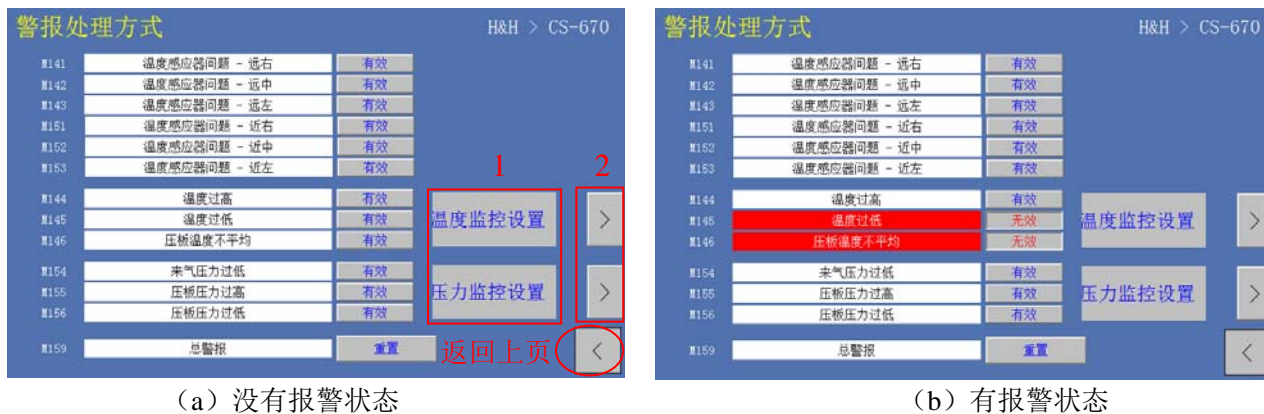 警报处理方式 H&H > CS-670
M141 温度感应器问题 - 远右 有效
M142 温度感应器问题 - 远中 有效
M143 温度感应器问题 - 远左 有效
M151 温度感应器问题 - 近右 有效
M152 温度感应器问题 - 近中 有效
M153 温度感应器问题 - 近左 有效
1 2
M144 温度过高 有效
M145 温度过低 有效 温度监控设置 >
M146 压板温度不平均 有效
M154 来气压力过低 有效
M155 压板压力过高 有效 压力监控设置 >
M156 压板压力过低 有效
M159 总警报 重置 返回上页 <
(a)没有报警状态
警报处理方式 H&H > CS-670
M141 温度感应器问题 - 远右 有效
M142 温度感应器问题 - 远中 有效
M143 温度感应器问题 - 远左 有效
M151 温度感应器问题 - 近右 有效
M152 温度感应器问题 - 近中 有效
M153 温度感应器问题 - 近左 有效
M144 温度过高 有效
M145 温度过低 无效 温度监控设置 >
M146 压板温度不平均 无效
M154 来气压力过低 有效
M155 压板压力过高 有效 压力监控设置 >
M156 压板压力过低 有效
M159 总警报 重置 <
(b)有报警状态